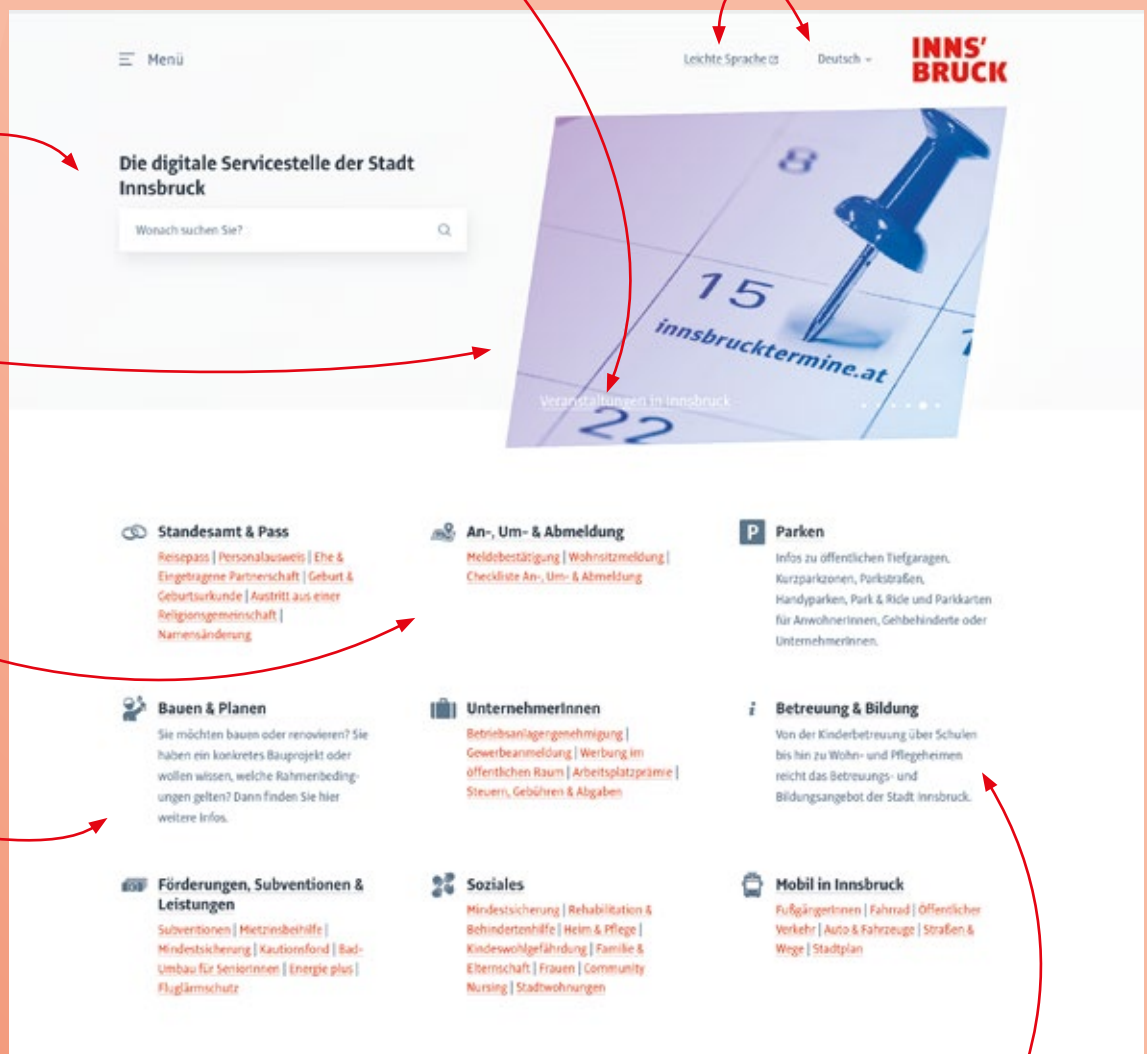 Menü
Leichte Sprache
Deutsch
INNS'
BRUCK
Die digitale Servicestelle der Stadt
Innsbruck
Wonach suchen Sie?
8
15
innsbrucktermine.at
22
Veranstaltungen in Innsbruck
Standesamt & Pass
Reisepass | Personalausweis | Ehe &
Eingetragene Partnerschaft | Geburt &
Geburtsurkunde | Austritt aus einer
Religionsgemeinschaft |
Namensänderung
An-, Um- & Abmeldung
Meldebestätigung | Wohnsitzmeldung |
Checkliste An-, Um- & Abmeldung
P Parken
Infos zu öffentlichen Tiefgaragen,
Kurzparkzonen, Parkstraßen,
Handyparken, Park & Ride und Parkkarten
für AnwohnerInnen, Gehbehinderte oder
UnternehmerInnen.
Bauen & Planen
Sie möchten bauen oder renovieren? Sie
haben ein konkretes Bauprojekt oder
wollen wissen, welche Rahmenbeding-
ungen gelten? Dann finden Sie hier
weitere Infos.
UnternehmerInnen
Betriebsanlagengenehmigung |
Gewerbeanmeldung | Werbung im
öffentlichen Raum | Arbeitsplatzprämie |
Steuern, Gebühren & Abgaben
i Betreuung & Bildung
Von der Kinderbetreuung über Schulen
bis hin zu Wohn- und Pflegeheimen
reicht das Betreuungs- und
Bildungsangebot der Stadt Innsbruck.
Förderungen, Subventionen &
Leistungen
Subventionen | Mietzinsbeihilfe |
Mindestsicherung | Kautionsfond | Bad-
Umbau für SeniorInnen | Energie plus |
Fluglärmschutz
Soziales
Mindestsicherung | Rehabilitation &
Behindertenhilfe | Heim & Pflege |
Kindeswohlgefährdung | Familie &
Elternschaft | Frauen | Community
Nursing | Stadtwohnungen
Mobil in Innsbruck
FußgängerInnen | Fahrrad | Öffentlicher
Verkehr | Auto & Fahrzeuge | Straßen &
Wege | Stadtplan